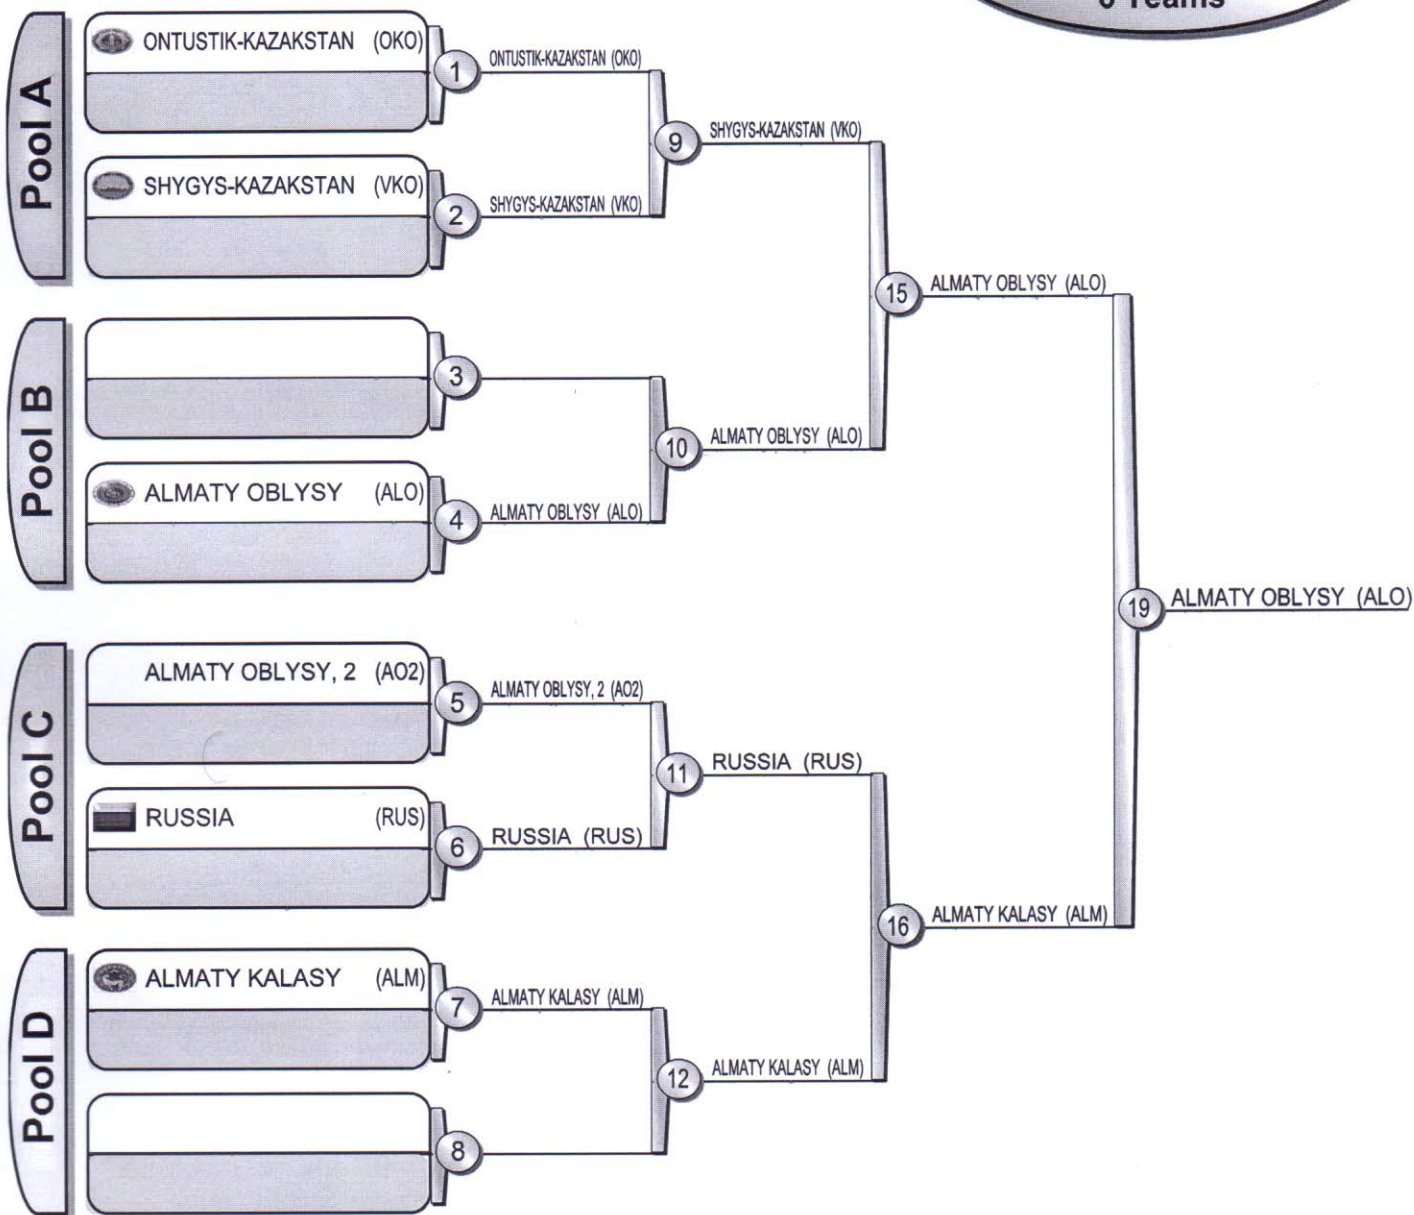 6 Teams
Pool A
ONTUSTIK-KAZAKSTAN (OKO)
1
ONTUSTIK-KAZAKSTAN (OKO)
SHYGYS-KAZAKSTAN (VKO)
2
SHYGYS-KAZAKSTAN (VKO)
9
SHYGYS-KAZAKSTAN (VKO)
Pool B
3
ALMATY OBLYSY (ALO)
4
ALMATY OBLYSY (ALO)
10
ALMATY OBLYSY (ALO)
15
ALMATY OBLYSY (ALO)
Pool C
ALMATY OBLYSY, 2 (AO2)
5
ALMATY OBLYSY, 2 (AO2)
RUSSIA (RUS)
6
RUSSIA (RUS)
11
RUSSIA (RUS)
Pool D
ALMATY KALASY (ALM)
7
ALMATY KALASY (ALM)
8
12
ALMATY KALASY (ALM)
16
ALMATY KALASY (ALM)
19
ALMATY OBLYSY (ALO)